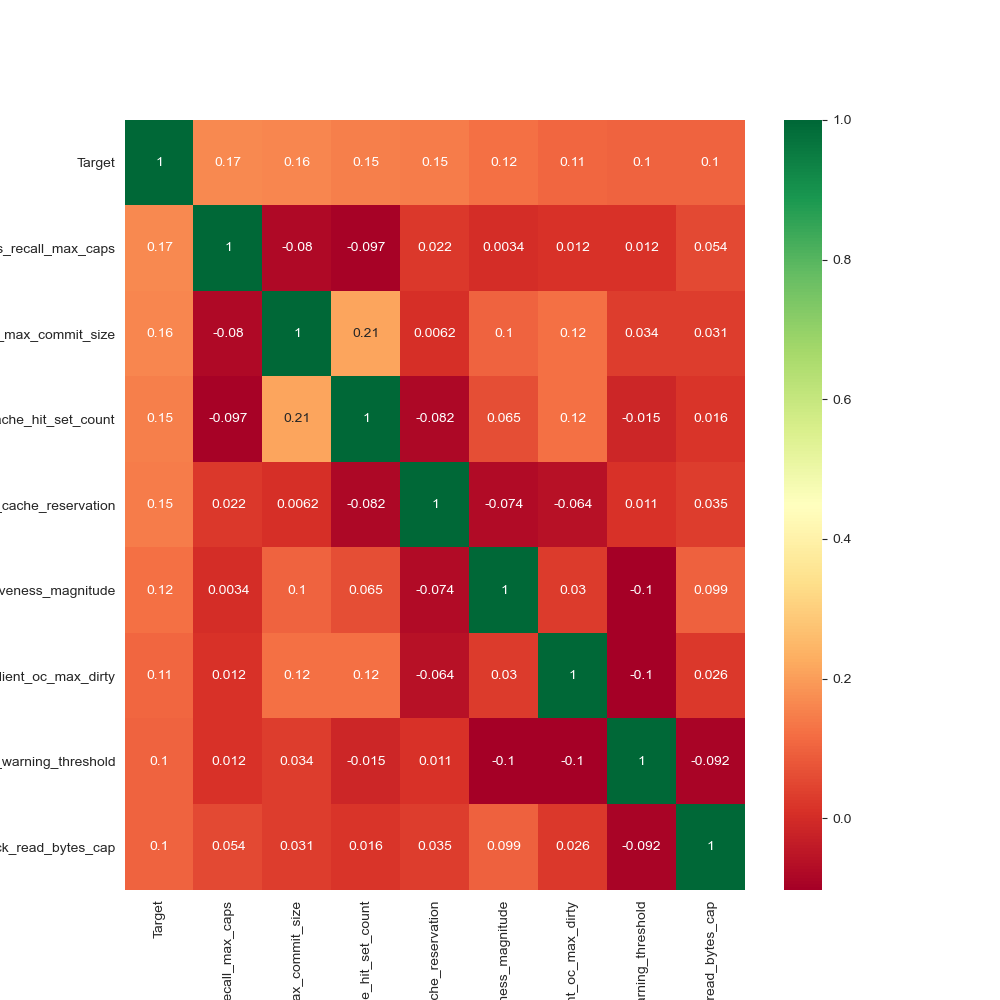 1.0
Target 1 0.17 0.16 0.15 0.15 0.12 0.11 0.1 0.1
s_recall_max_caps 0.17 1 -0.08 -0.097 0.022 0.0034 0.012 0.012 0.054
0.8
_max_commit_size 0.16 -0.08 1 0.21 0.0062 0.1 0.12 0.034 0.031
0.6
ache_hit_set_count 0.15 -0.097 0.21 1 -0.082 0.065 0.12 -0.015 0.016
_cache_reservation 0.15 0.022 0.0062 -0.082 1 -0.074 -0.064 0.011 0.035
0.4
veness_magnitude 0.12 0.0034 0.1 0.065 -0.074 1 0.03 -0.1 0.099
lient_oc_max_dirty 0.11 0.012 0.12 0.12 -0.064 0.03 1 -0.1 0.026
0.2
_warning_threshold 0.1 0.012 0.034 -0.015 0.011 -0.1 -0.1 1 -0.092
0.0
ck_read_bytes_cap 0.1 0.054 0.031 0.016 0.035 0.099 0.026 -0.092 1
Target
ecall_max_caps
ax_commit_size
e_hit_set_count
che_reservation
ness_magnitude
nt_oc_max_dirty
rning_threshold
read_bytes_cap